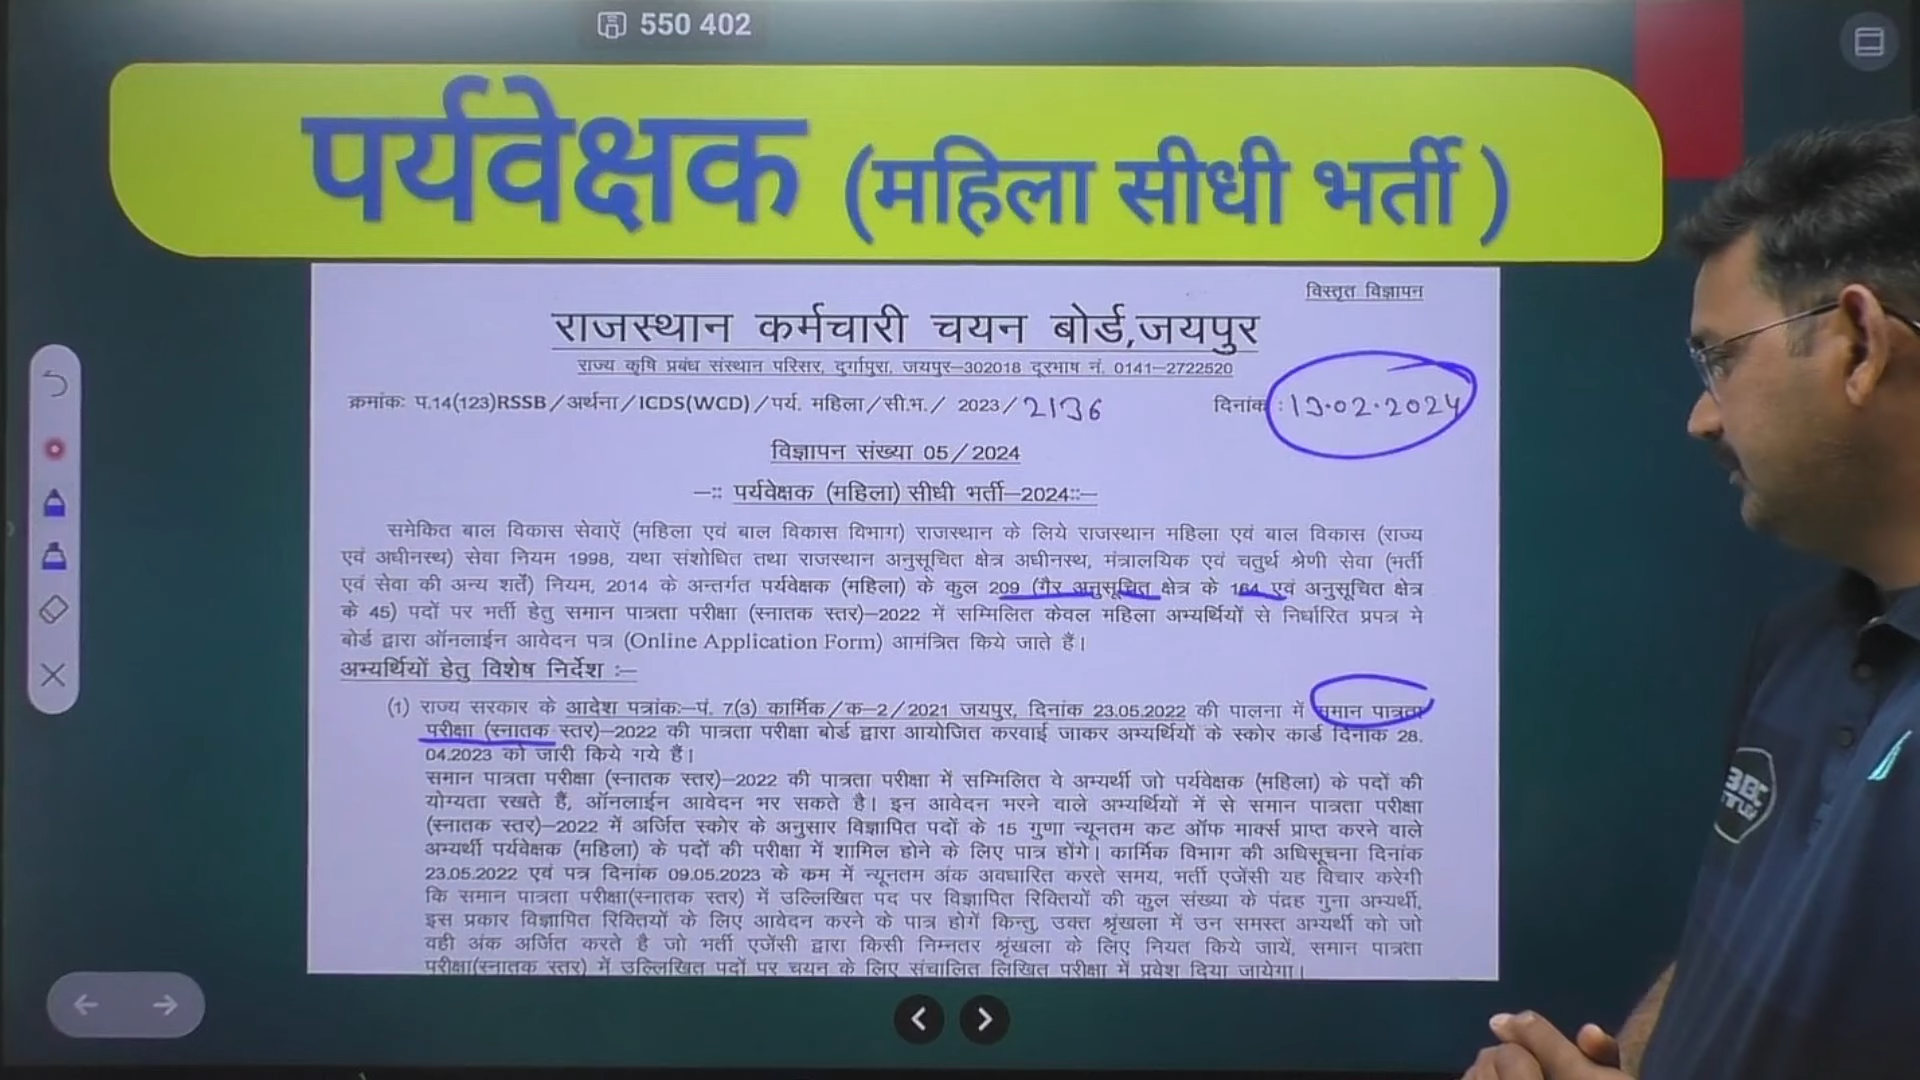 550 402
पर्यवेक्षक (महिला सीधी भर्ती )
विस्तृत विज्ञापन
राजस्थान कर्मचारी चयन बोर्ड,जयपुर
राज्य कृषि प्रबंध संस्थान परिसर, दुर्गापुरा, जयपुर–302018 दूरभाष नं. 0141–2722520
क्रमांकः प.14(123)RSSB/अर्थना/ICDS(WCD)/पर्य. महिला/सी.भ./ 2023/2136 दिनांक : 13.02.2024
विज्ञापन संख्या 05/2024
–:: पर्यवेक्षक (महिला) सीधी भर्ती–2024::–
समेकित बाल विकास सेवाऐं (महिला एवं बाल विकास विभाग) राजस्थान के लिये राजस्थान महिला एवं बाल विकास (राज्य
एवं अधीनस्थ) सेवा नियम 1998, यथा संशोधित तथा राजस्थान अनुसूचित क्षेत्र अधीनस्थ, मंत्रालयिक एवं चतुर्थ श्रेणी सेवा (भर्ती
एवं सेवा की अन्य शर्तें) नियम, 2014 के अन्तर्गत पर्यवेक्षक (महिला) के कुल 209 (गैर अनुसूचित क्षेत्र के 164 एवं अनुसूचित क्षेत्र
के 45) पदों पर भर्ती हेतु समान पात्रता परीक्षा (स्नातक स्तर)–2022 में सम्मिलित केवल महिला अभ्यर्थियों से निर्धारित प्रपत्र मे
बोर्ड द्वारा ऑनलाईन आवेदन पत्र (Online Application Form) आमंत्रित किये जाते हैं।
अभ्यर्थियों हेतु विशेष निर्देश :–
(1) राज्य सरकार के आदेश पत्रांकः–पं. 7(3) कार्मिक/क–2/2021 जयपुर, दिनांक 23.05.2022 की पालना में समान पात्रता
परीक्षा (स्नातक स्तर)–2022 की पात्रता परीक्षा बोर्ड द्वारा आयोजित करवाई जाकर अभ्यर्थियों के स्कोर कार्ड दिनांक 28.
04.2023 को जारी किये गये हैं।
समान पात्रता परीक्षा (स्नातक स्तर)–2022 की पात्रता परीक्षा में सम्मिलित वे अभ्यर्थी जो पर्यवेक्षक (महिला) के पदों की
योग्यता रखते हैं, ऑनलाईन आवेदन भर सकते है। इन आवेदन भरने वाले अभ्यर्थियों में से समान पात्रता परीक्षा
(स्नातक स्तर)–2022 में अर्जित स्कोर के अनुसार विज्ञापित पदों के 15 गुणा न्यूनतम कट ऑफ मार्क्स प्राप्त करने वाले
अभ्यर्थी पर्यवेक्षक (महिला) के पदों की परीक्षा में शामिल होने के लिए पात्र होंगे। कार्मिक विभाग की अधिसूचना दिनांक
23.05.2022 एवं पत्र दिनांक 09.05.2023 के कम में न्यूनतम अंक अवधारित करते समय, भर्ती एजेंसी यह विचार करेगी
कि समान पात्रता परीक्षा(स्नातक स्तर) में उल्लिखित पद पर विज्ञापित रिक्तियों की कुल संख्या के पंद्रह गुना अभ्यर्थी,
इस प्रकार विज्ञापित रिक्तियों के लिए आवेदन करने के पात्र होगें किन्तु, उक्त श्रृंखला में उन समस्त अभ्यर्थी को जो
वही अंक अर्जित करते है जो भर्ती एजेंसी द्वारा किसी निम्नतर श्रृंखला के लिए नियत किये जायें, समान पात्रता
परीक्षा(स्नातक स्तर) में उल्लिखित पदों पर चयन के लिए संचालित लिखित परीक्षा में प्रवेश दिया जायेगा।